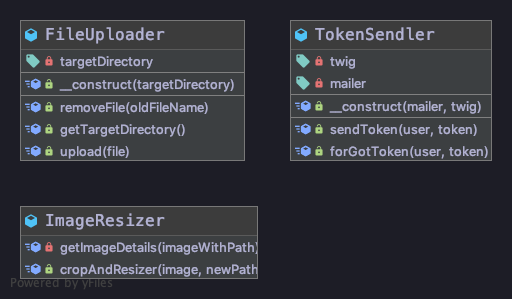 FileUploader
targetDirectory
__construct(targetDirectory)
removeFile(oldFileName)
getTargetDirectory()
upload(file)
TokenSendler
twig
mailer
__construct(mailer, twig)
sendToken(user, token)
forGotToken(user, token)
ImageResizer
getImageDetails(imageWithPath)
cropAndResizer(image, newPath
Powered by yFiles